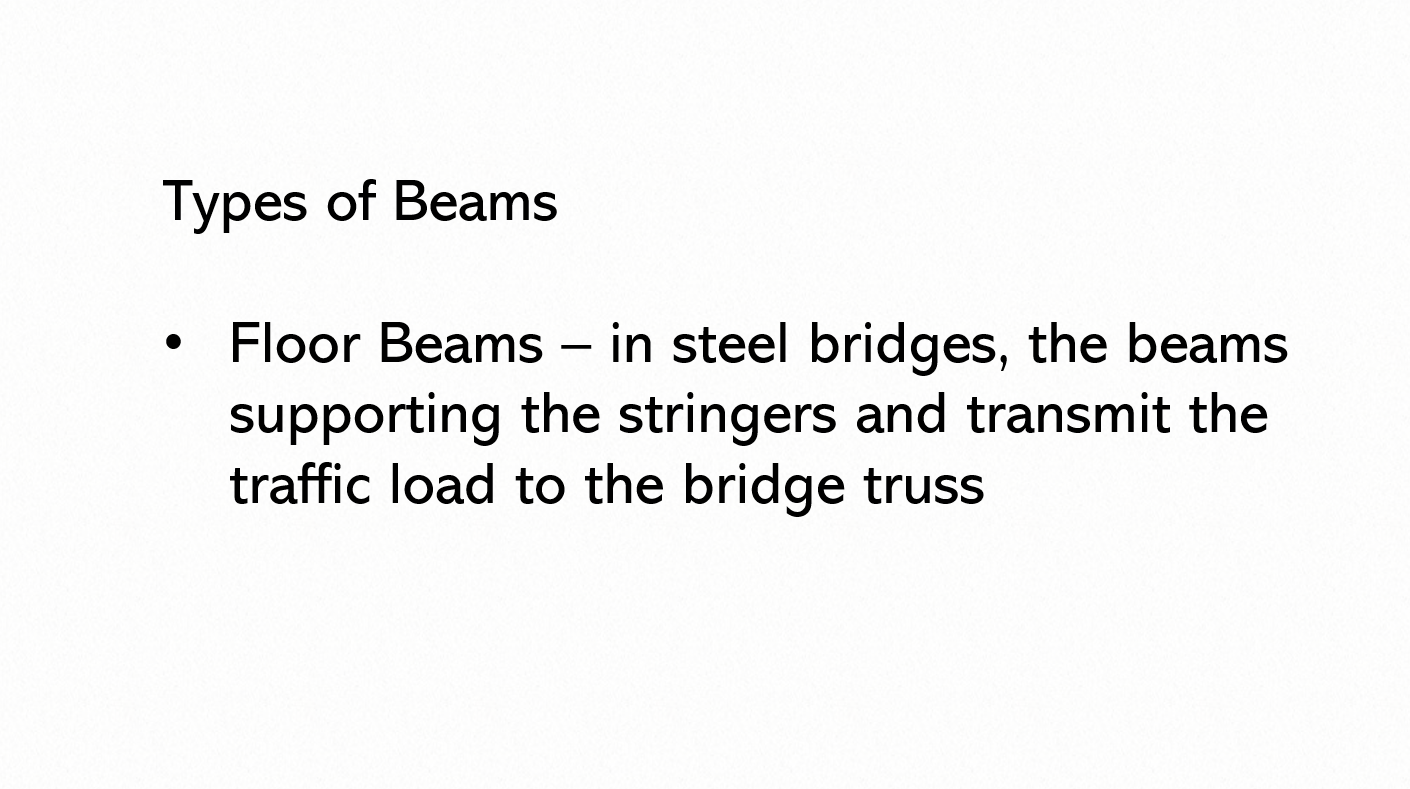 Types of Beams
• Floor Beams – in steel bridges, the beams
supporting the stringers and transmit the
traffic load to the bridge truss